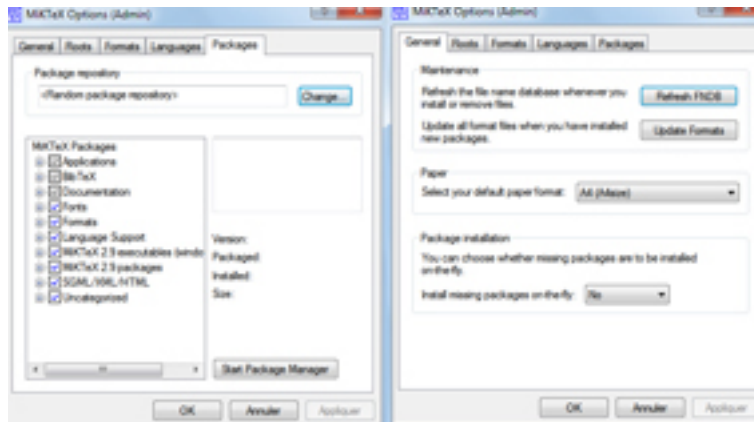 MiKTeX Options (Admin)
General Roots Formats Languages Packages
Package repository
<Random package repository>
Change...
MiKTeX Packages
Applications
BibTeX
Documentation
Fonts
Formats
Language Support
MiKTeX 2.9 executables (windo
MiKTeX 2.9 packages
SGML/XML/HTML
Uncategorized
Version:
Packaged:
Installed:
Size:
Start Package Manager
OK Annuler Appliquer
MiKTeX Options (Admin)
General Roots Formats Languages Packages
Maintenance
Refresh the file name database whenever you
install or remove files.
Refresh FNDB
Update all format files when you have installed
new packages.
Update Formats
Paper
Select your default paper format:
Package installation
You can choose whether missing packages are to be installed
on-the-fly.
Install missing packages on-the-fly: No
OK Annuler Appliquer